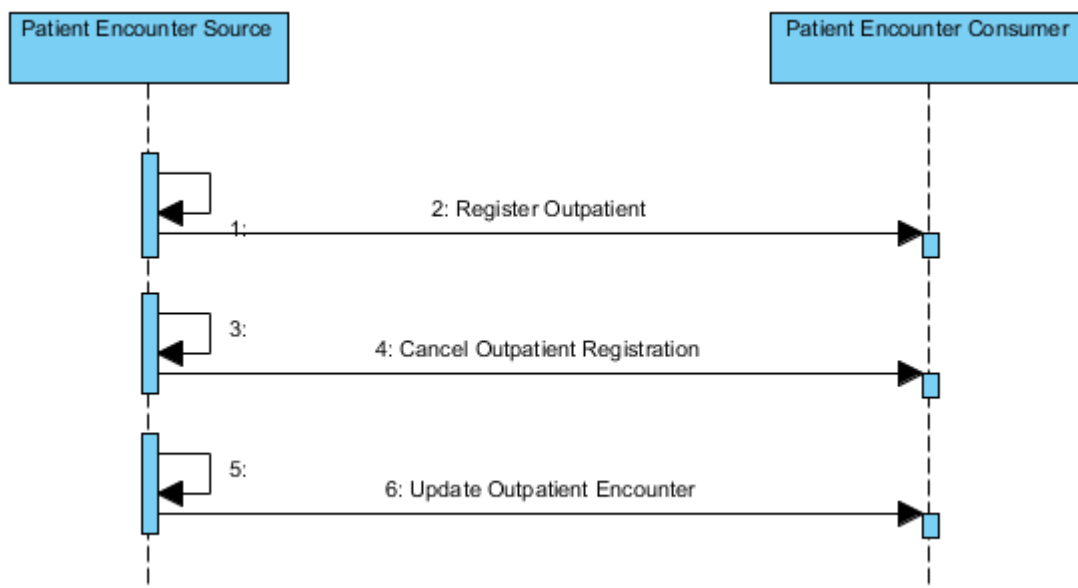 Patient Encounter Source
Patient Encounter Consumer
2: Register Outpatient
1:
3:
4: Cancel Outpatient Registration
5:
6: Update Outpatient Encounter